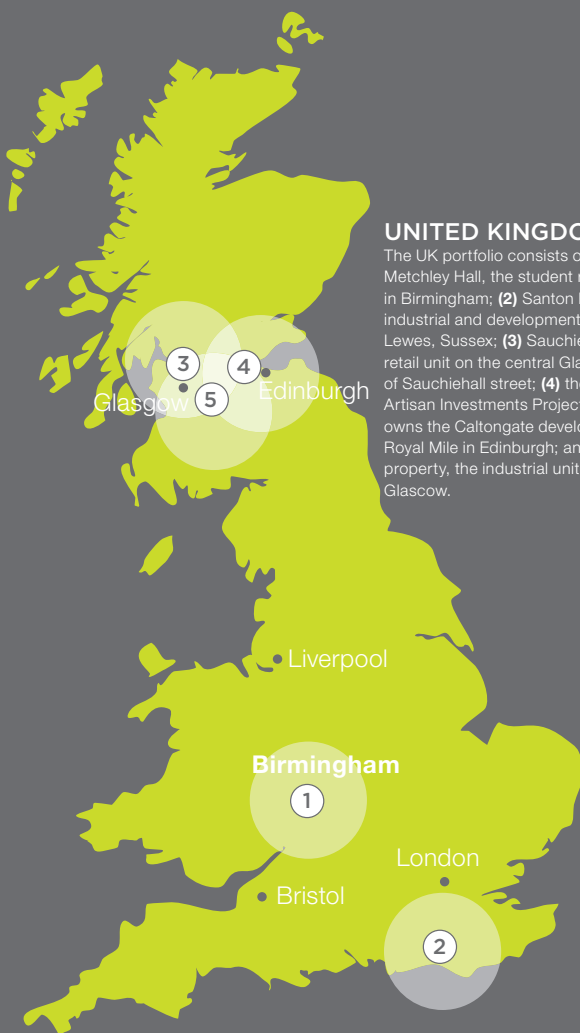 UNITED KINGDO
The UK portfolio consists o
Metchley Hall, the student r
in Birmingham; (2) Santon
industrial and development
Lewes, Sussex; (3) Sauchie
retail unit on the central Gla
of Sauchiehall street; (4) the
Artisan Investments Project
owns the Caltongate develo
Royal Mile in Edinburgh; an
property, the industrial unit
Glascow.
3
4
Glasgow
5
Edinburgh
Liverpool
Birmingham
1
London
Bristol
2